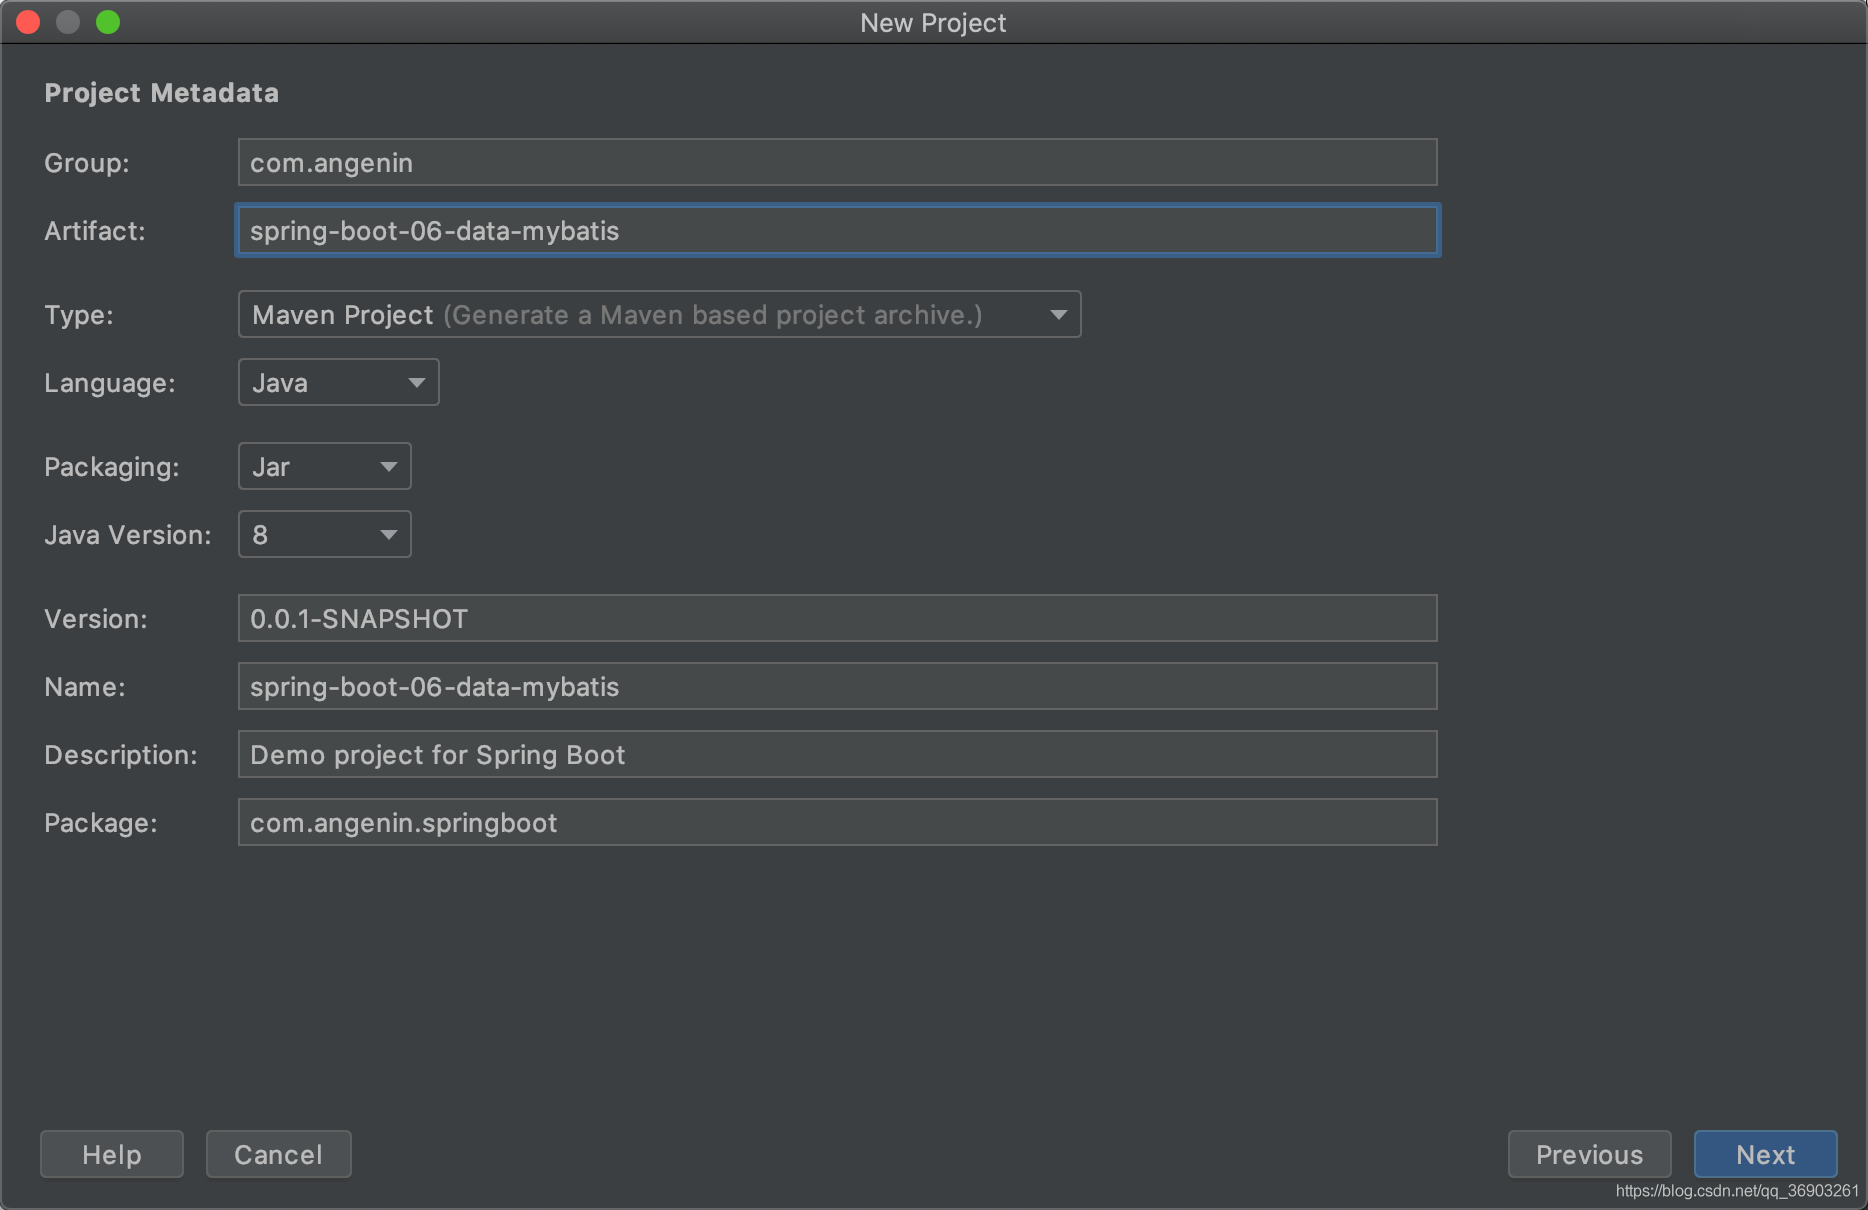 New Project
Project Metadata
Group: com.angenin
Artifact: spring-boot-06-data-mybatis
Type: Maven Project (Generate a Maven based project archive.)
Language: Java
Packaging: Jar
Java Version: 8
Version: 0.0.1-SNAPSHOT
Name: spring-boot-06-data-mybatis
Description: Demo project for Spring Boot
Package: com.angenin.springboot
Help Cancel Previous Next
https://blog.csdn.net/qq_36903261